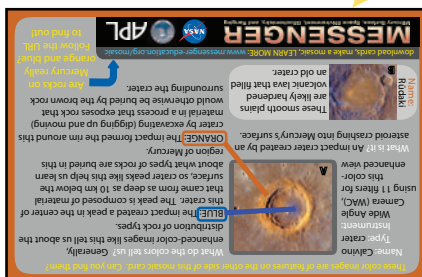 These color images are of features on the other side of this mosaic card. Can you find them?
Name: Calvino
Type: crater
Instrument:
Wide Angle
Camera (WAC),
using 11 filters for
this color-
enhanced view
A
What do the colors tell us? Generally,
enhanced-color images like this tell us about the
distribution of rock types.
BLUE: The impact created a peak in the center of
this crater. The peak is composed of material
that came from as deep as 10 km below the
surface, so crater peaks like this help us learn
about what types of rocks are buried in this
region of Mercury.
ORANGE: The impact formed the rim around this
crater by excavating (digging up and moving)
material in a process that exposes rock that
would otherwise be buried by the brown rock
surrounding the crater.
What is it? An impact crater created by an
asteroid crashing into Mercury's surface.
Name:
Rūdaki
B
These smooth plains
are likely hardened
volcanic lava that filled
an old crater.
Are rocks on
Mercury really
orange and blue?
Follow the URL
to find out!
download cards, make a mosaic, LEARN MORE: www.messenger-education.org/mosaic
MESSENGER
Mercury Surface, Space Environment, Geochemistry, and Ranging
NASA
APL